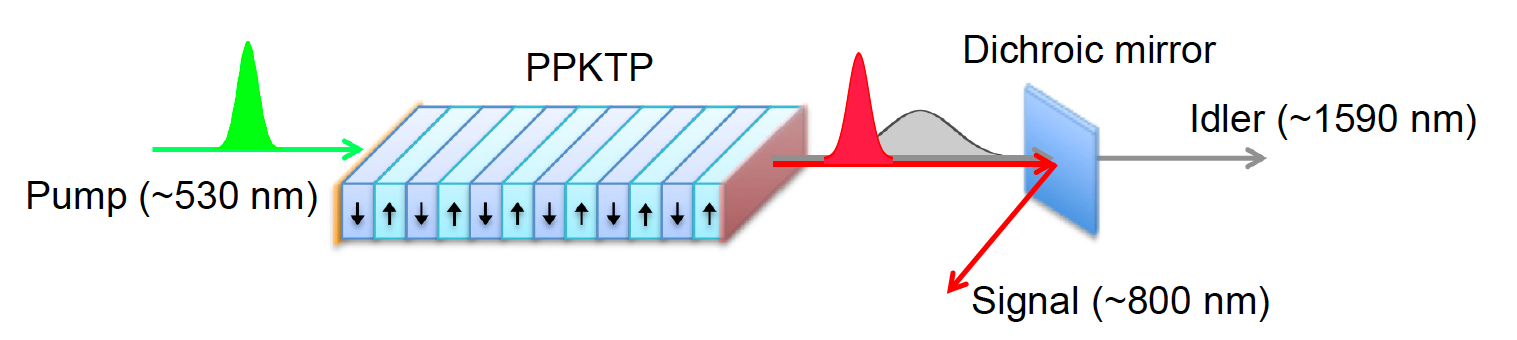 PPKTP
Dichroic mirror
Idler (~1590 nm)
Pump (~530 nm)
Signal (~800 nm)